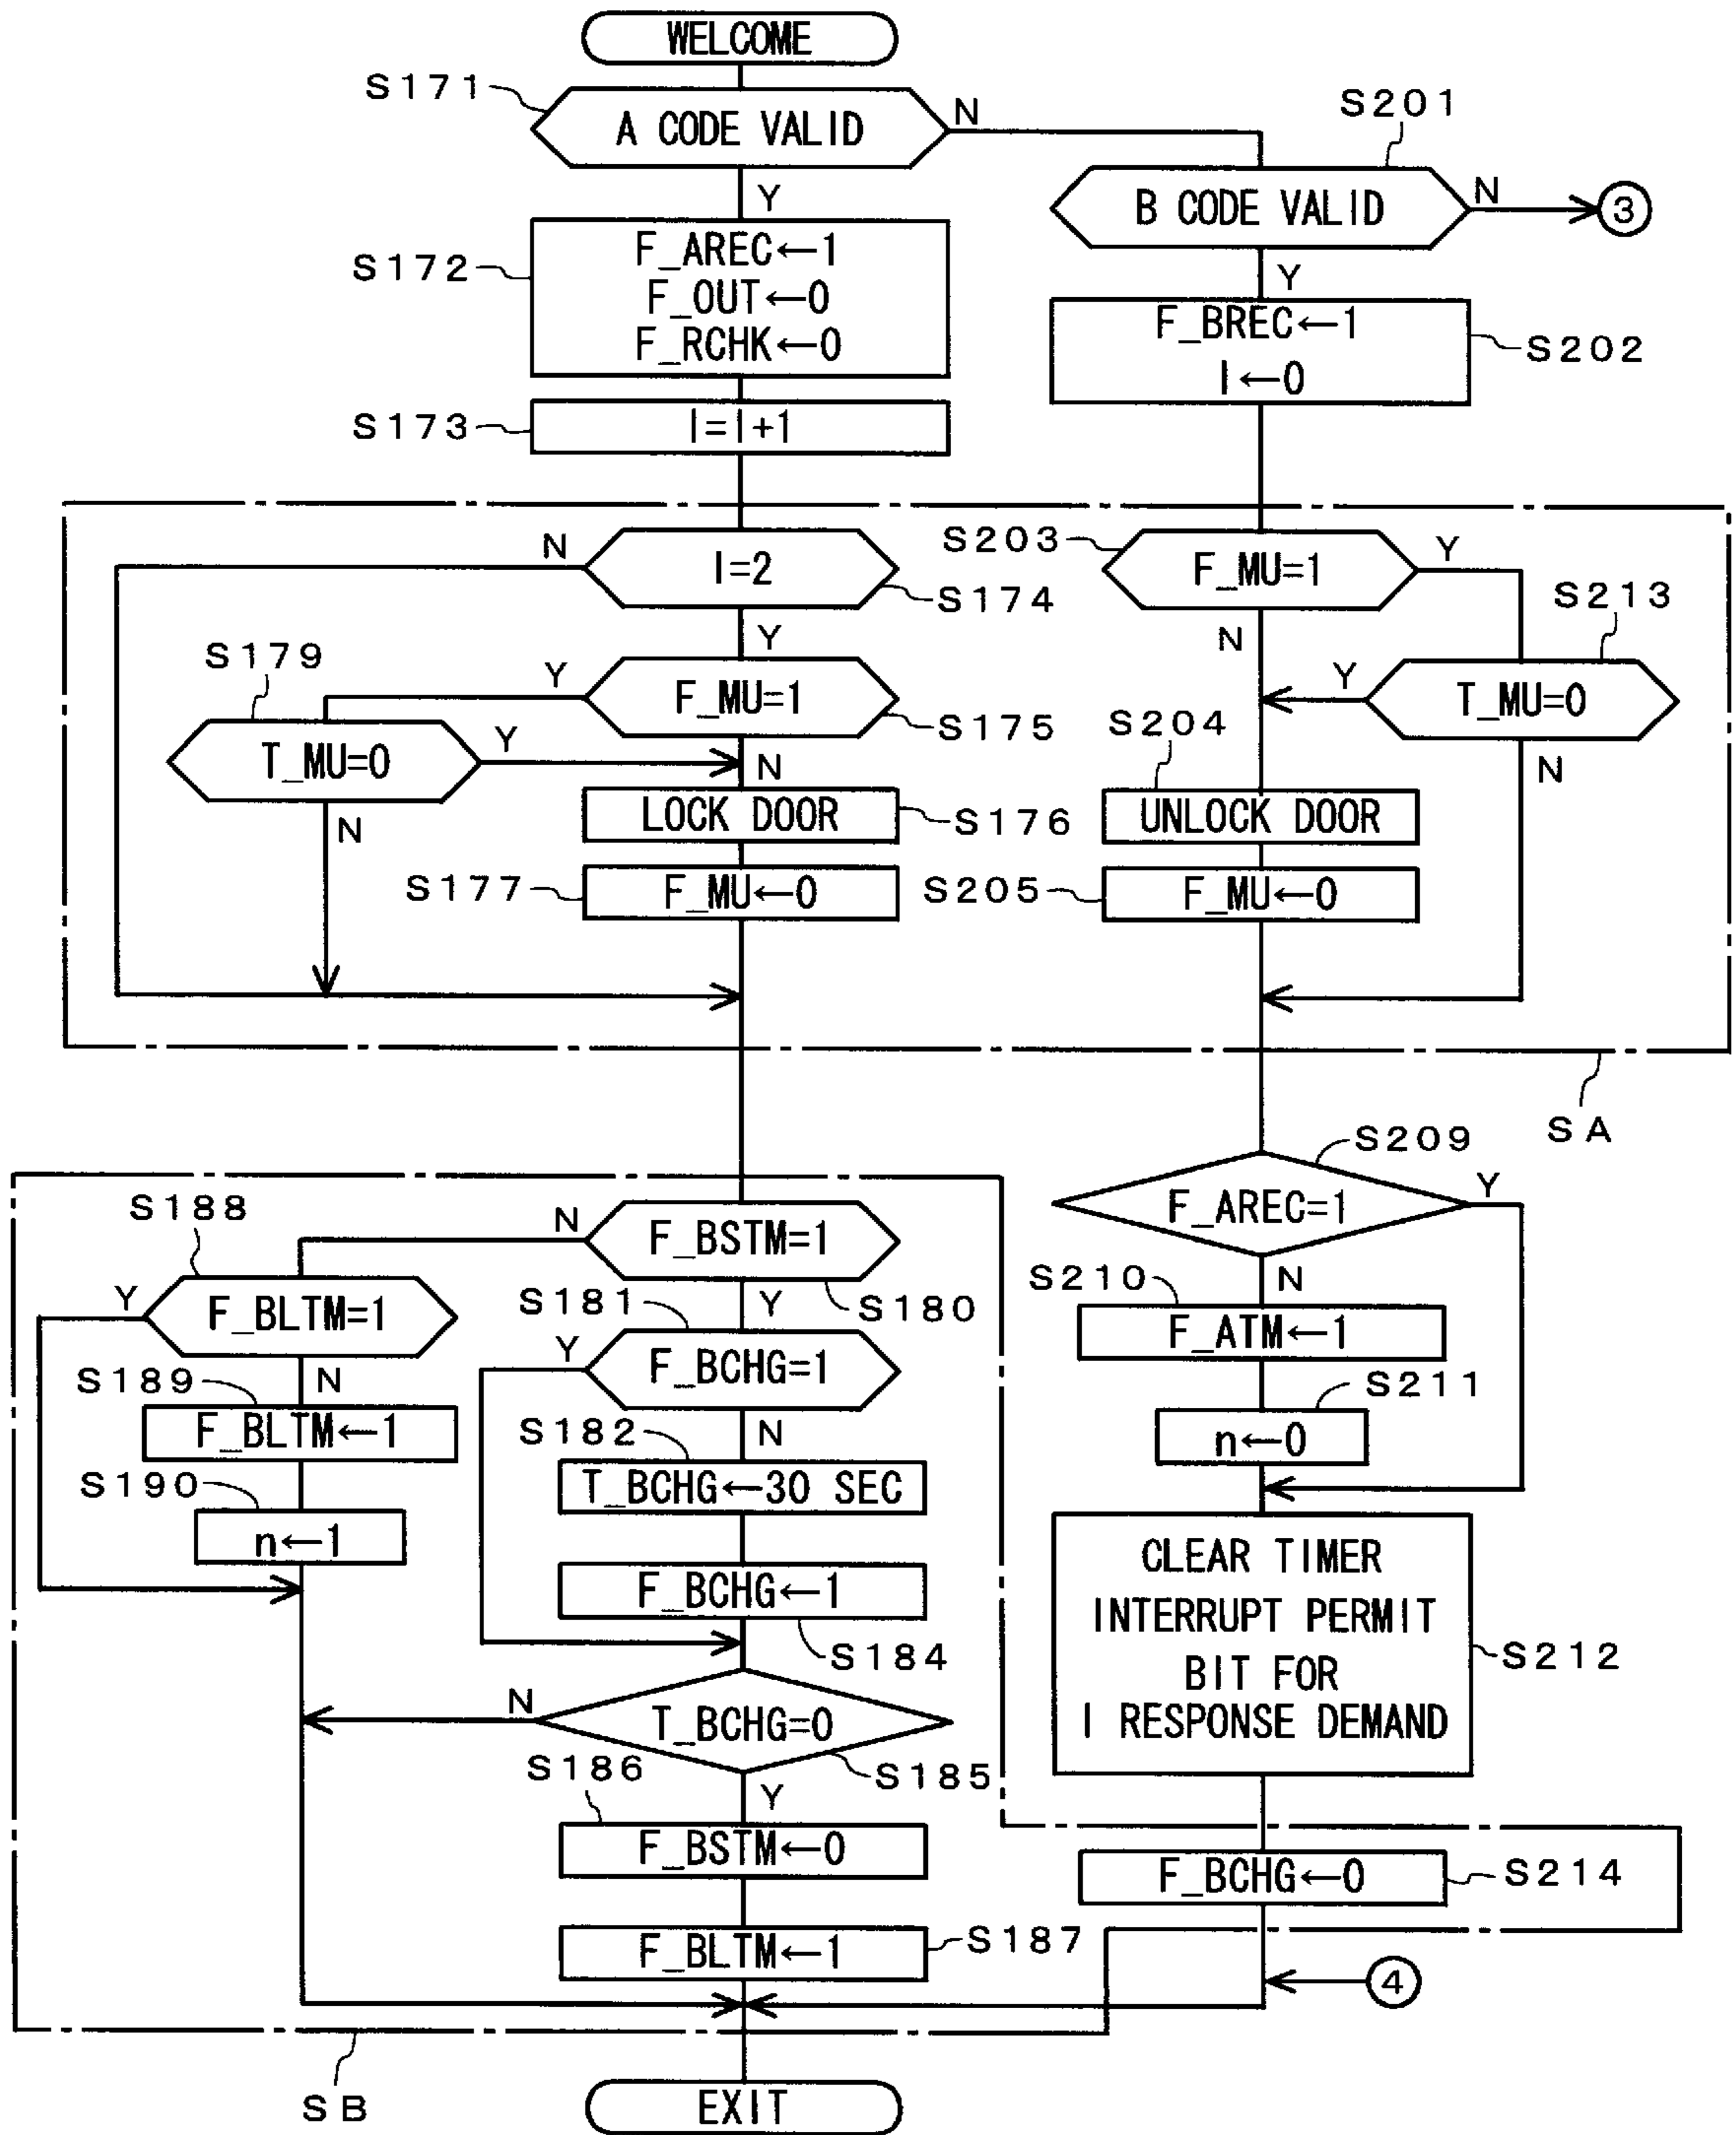 WELCOME
S171
A CODE VALID
N
S201
B CODE VALID
N
3
Y
Y
S172
F_AREC←1
F_OUT←0
F_RCHK←0
F_BREC←1
I←0
S202
S173
I=I+1
N
I=2
S174
S203
F_MU=1
Y
S213
Y
N
S179
Y
F_MU=1
S175
Y
T_MU=0
T_MU=0
Y
N
S204
N
N
LOCK DOOR
S176
UNLOCK DOOR
S177
F_MU←0
S205
F_MU←0
SA
S209
F_AREC=1
Y
S188
N
F_BSTM=1
S180
N
S210
F_ATM←1
Y
F_BLTM=1
S181
Y
Y
F_BCHG=1
S211
n←0
N
S189
F_BLTM←1
N
S182
T_BCHG←30 SEC
S190
n←1
F_BCHG←1
S184
CLEAR TIMER
INTERRUPT PERMIT
BIT FOR
I RESPONSE DEMAND
S212
N
T_BCHG=0
S185
S186
Y
F_BSTM←0
F_BCHG←0
S214
F_BLTM←1
S187
4
SB
EXIT